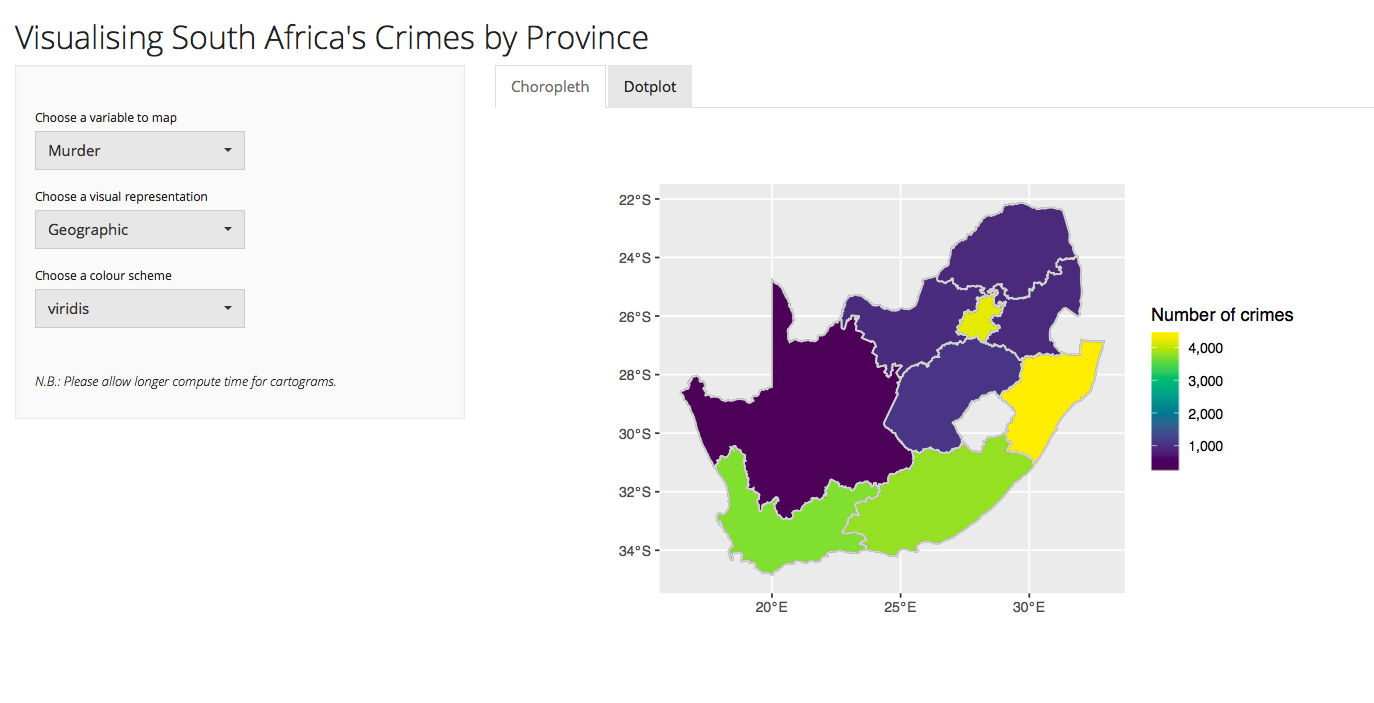 Visualising South Africa's Crimes by Province
Choose a variable to map
Murder
Choose a visual representation
Geographic
Choose a colour scheme
viridis
N.B.: Please allow longer compute time for cartograms.
Choropleth
Dotplot
22°S
24°S
26°S
28°S
30°S
32°S
34°S
20°E
25°E
30°E
Number of crimes
4,000
3,000
2,000
1,000